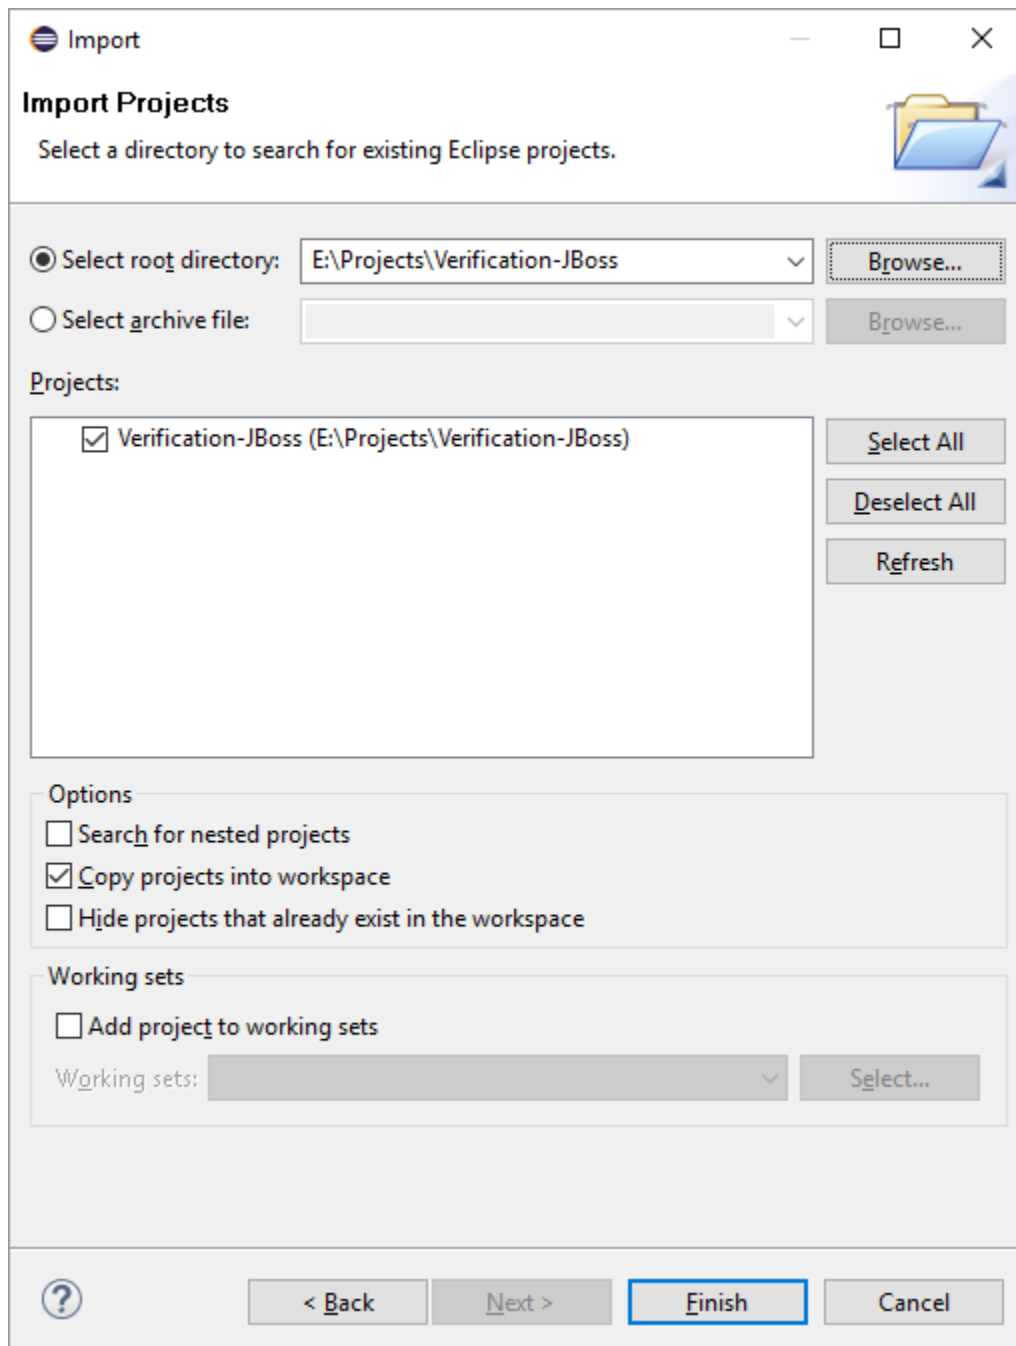 Import
Import Projects
Select a directory to search for existing Eclipse projects.
Select root directory: E:\Projects\Verification-JBoss Browse...
Select archive file: Browse...
Projects:
Verification-JBoss (E:\Projects\Verification-JBoss)
Select All
Deselect All
Refresh
Options
Search for nested projects
Copy projects into workspace
Hide projects that already exist in the workspace
Working sets
Add project to working sets
Working sets: Select...
? < Back Next > Finish Cancel